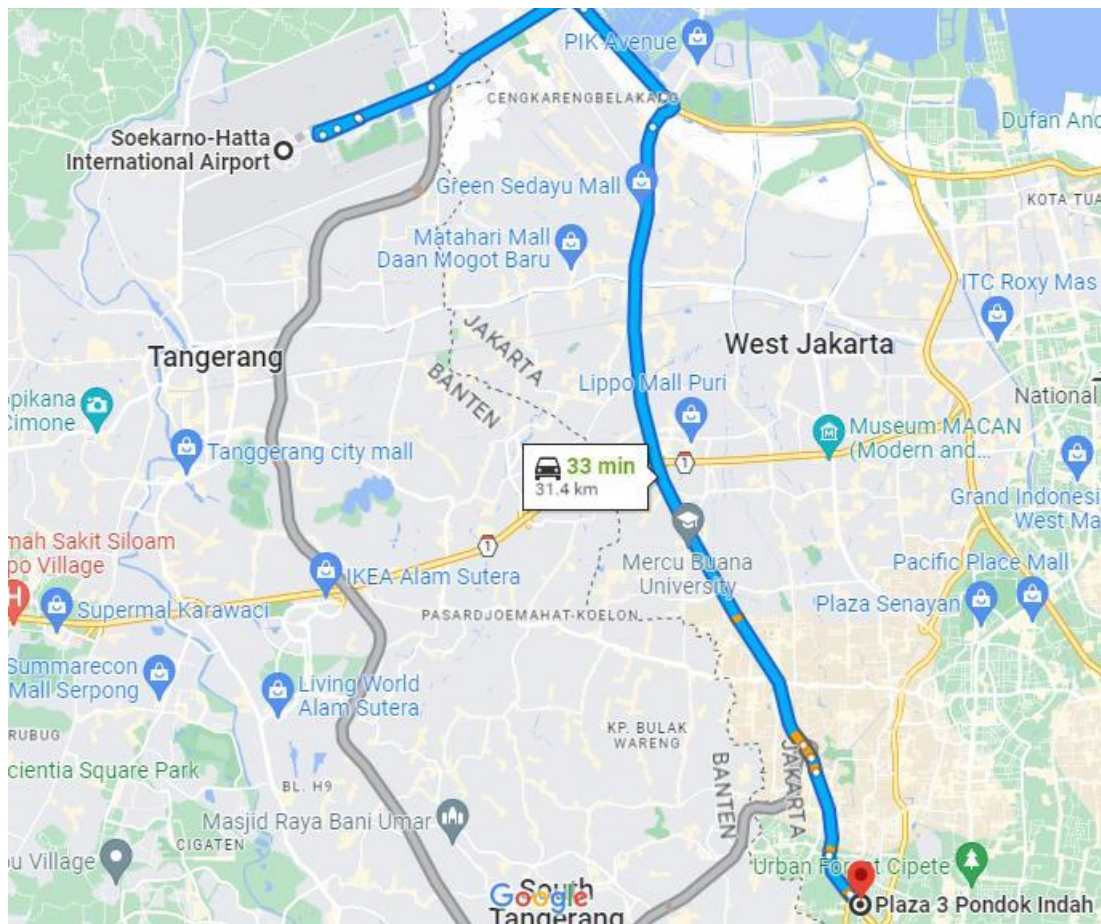 PIK Avenue
CENGKARENGBELAKANG
Soekarno-Hatta
International Airport
Dufan Anc
Green Sedayu Mall
KOTA TUA
Matahari Mall
Daan Mogot Baru
ITC Roxy Mas
JAKARTA
BANTEN
Tangerang
West Jakarta
Lippo Mall Puri
National
opikana
Cimone
Museum MACAN
(Modern and...
Tanggerang city mall
33 min
31.4 km
1
Grand Indonesi
West Ma
1
mah Sakit Siloam
ppo Village
H
IKEA Alam Sutera
Mercu Buana
University
Pacific Place Mall
Supermal Karawaci
PASARDJOEMAHAT-KOELON
Plaza Senayan
Summarecon
Mall Serpong
Living World
Alam Sutera
RUBUG
KP. BULAK
WARENG
JAKARTA
BANTEN
cientia Square Park
BL. H9
Masjid Raya Bani Umar
CIGATEN
ou Village
Urban Forest Cipete
Google
South
Tangerang
Plaza 3 Pondok Indah